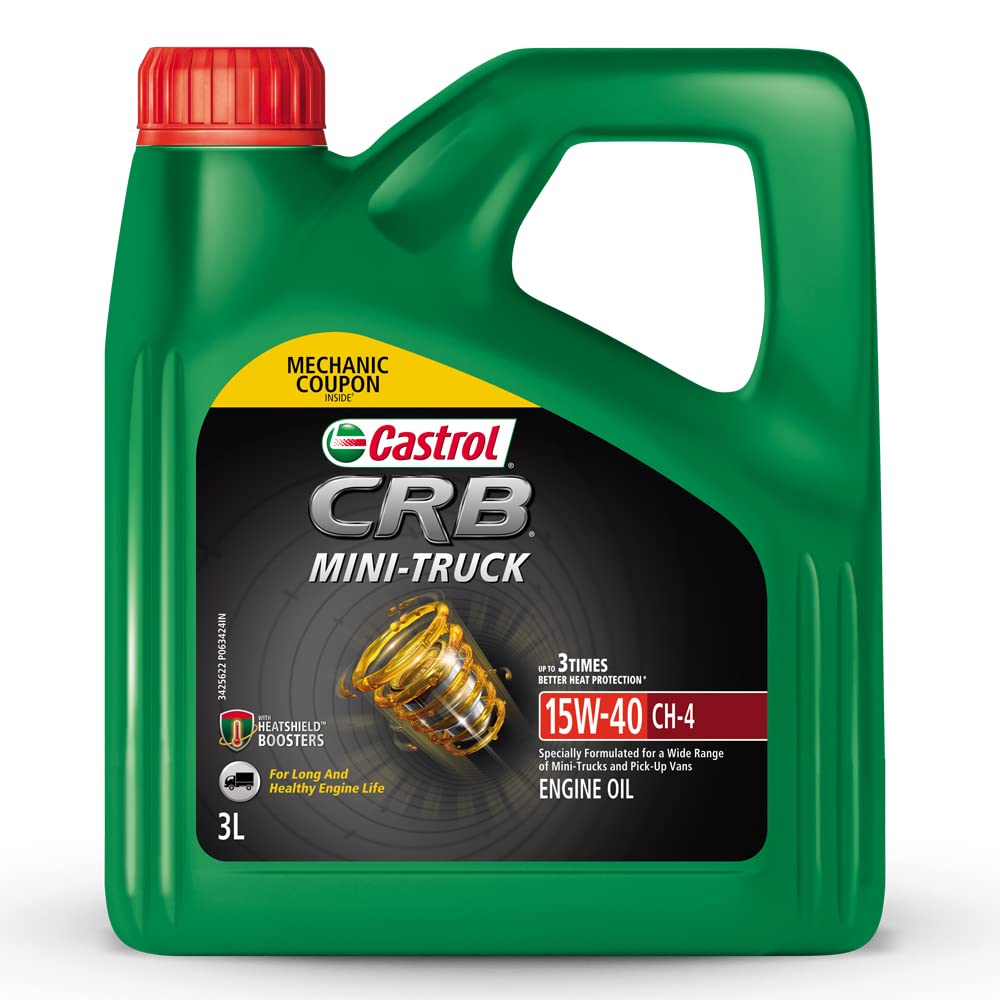 MECHANIC
COUPON
INSIDE*
Castrol®
CRB®
MINI-TRUCK
3425622 P063424IN
UP TO 3TIMES
BETTER HEAT PROTECTION*
15W-40 CH-4
Specially Formulated for a Wide Range
of Mini-Trucks and Pick-Up Vans
ENGINE OIL
WITH
HEATSHIELD™
BOOSTERS
For Long And
Healthy Engine Life
3L